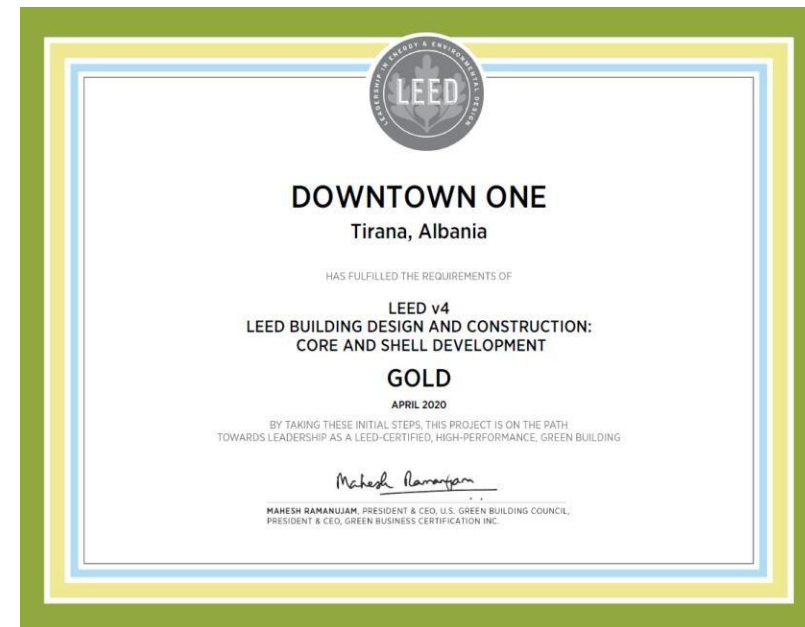 LEADERSHIP IN ENERGY & ENVIRONMENTAL DESIGN
LEED
DOWNTOWN ONE
Tirana, Albania
HAS FULFILLED THE REQUIREMENTS OF
LEED v4
LEED BUILDING DESIGN AND CONSTRUCTION:
CORE AND SHELL DEVELOPMENT
GOLD
APRIL 2020
BY TAKING THESE INITIAL STEPS, THIS PROJECT IS ON THE PATH
TOWARDS LEADERSHIP AS A LEED-CERTIFIED, HIGH-PERFORMANCE, GREEN BUILDING
Mahesh Ramanujam
MAHESH RAMANUJAM, PRESIDENT & CEO, U.S. GREEN BUILDING COUNCIL,
PRESIDENT & CEO, GREEN BUSINESS CERTIFICATION INC.